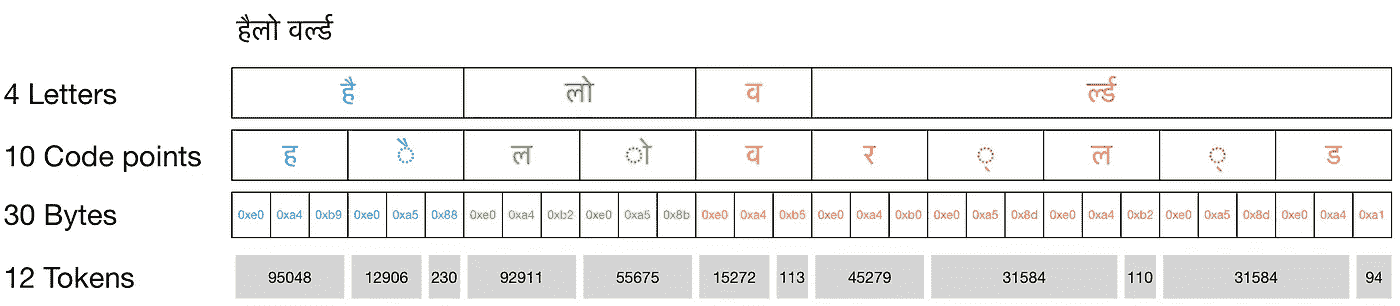 हैलो वर्ल्ड
4 Letters है लो व र्ल्ड
10 Code points ह ै ल ो व र ् ल ् ड
30 Bytes 0xe0 0xa4 0xb9 0xe0 0xa5 0x88 0xe0 0xa4 0xb2 0xe0 0xa5 0x8b 0xe0 0xa4 0xb5 0xe0 0xa4 0xb0 0xe0 0xa5 0x8d 0xe0 0xa4 0xb2 0xe0 0xa5 0x8d 0xe0 0xa4 0xa1
12 Tokens 95048 12906 230 92911 55675 15272 113 45279 31584 110 31584 94